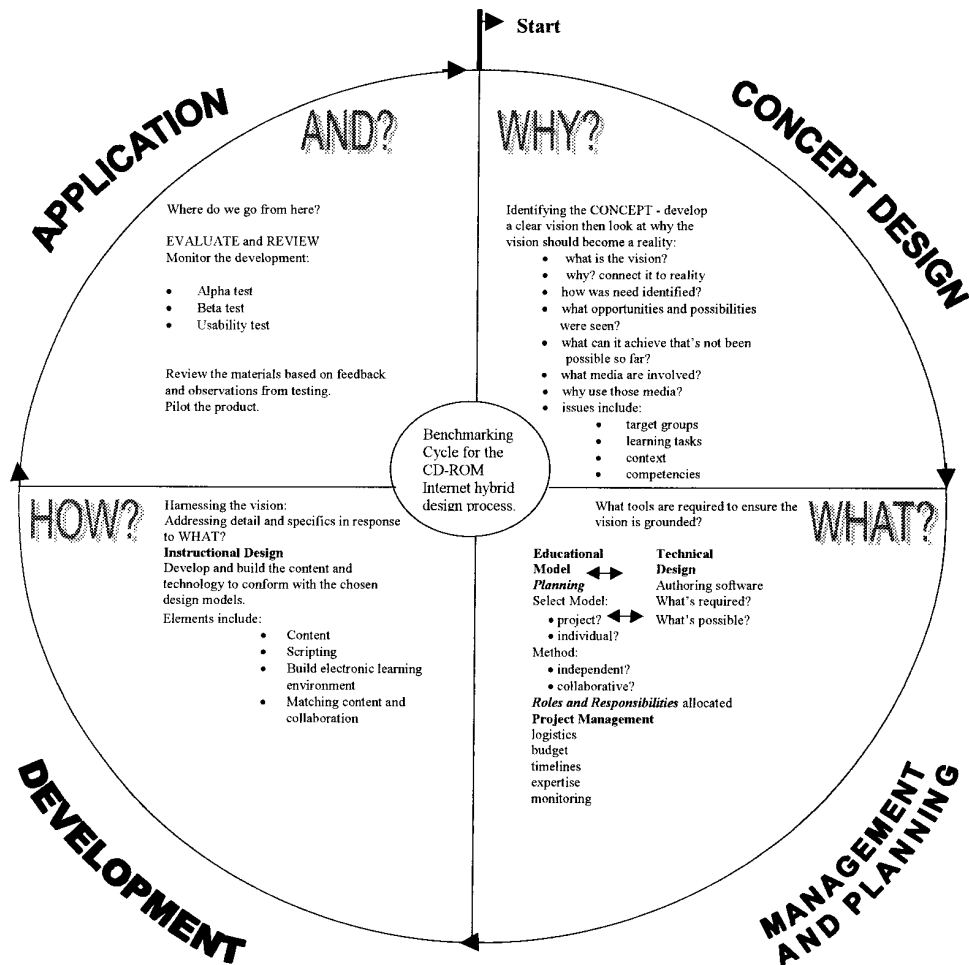 Start
CONCEPT DESIGN
WHY?
Identifying the CONCEPT - develop
a clear vision then look at why the
vision should become a reality:
• what is the vision?
• why? connect it to reality
• how was need identified?
• what opportunities and possibilities
were seen?
• what can it achieve that's not been
possible so far?
• what media are involved?
• why use those media?
• issues include:
• target groups
• learning tasks
• context
• competencies
WHAT?
What tools are required to ensure the
vision is grounded?
Educational
Model
Planning
Select Model:
• project?
• individual?
Method:
• independent?
• collaborative?
Technical
Design
Authoring software
What's required?
What's possible?
Roles and Responsibilities allocated
Project Management
logistics
budget
timelines
expertise
monitoring
MANAGEMENT
AND PLANNING
HOW?
Harnessing the vision:
Addressing detail and specifics in response
to WHAT?
Instructional Design
Develop and build the content and
technology to conform with the chosen
design models.
Elements include:
• Content
• Scripting
• Build electronic learning
environment
• Matching content and
collaboration
DEVELOPMENT
APPLICATION
AND?
Where do we go from here?
EVALUATE and REVIEW
Monitor the development:
• Alpha test
• Beta test
• Usability test
Review the materials based on feedback
and observations from testing.
Pilot the product.
Benchmarking
Cycle for the
CD-ROM
Internet hybrid
design process.